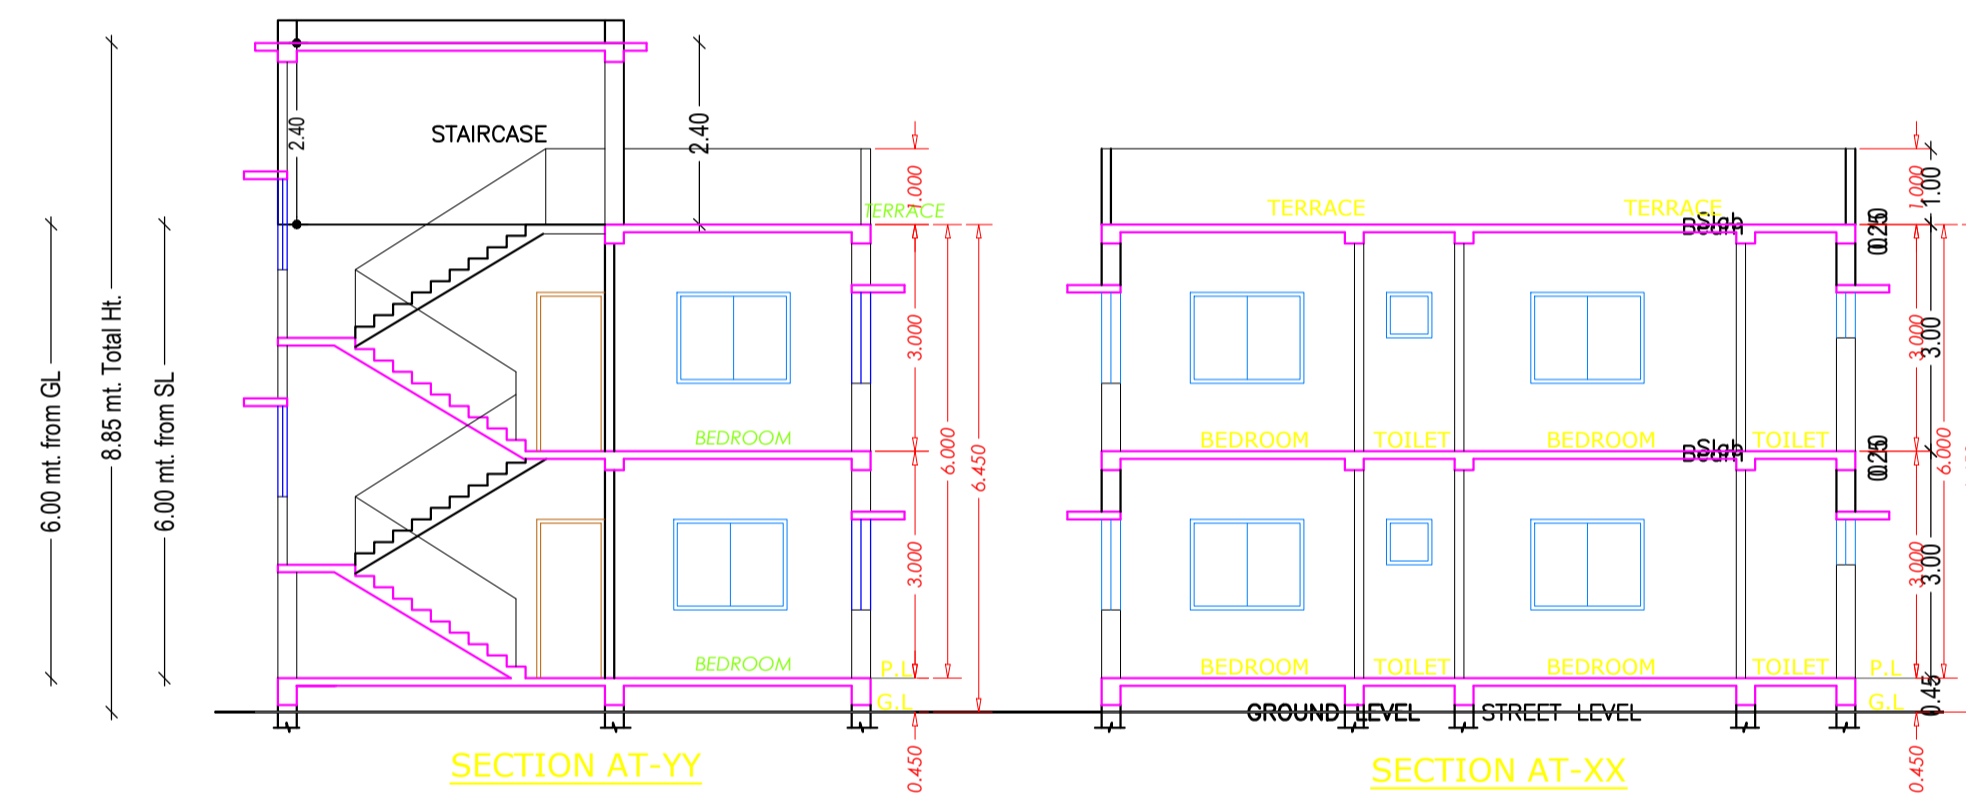 6.00 mt. from GL
8.85 mt. Total Ht.
6.00 mt. from SL
2.40
STAIRCASE
2.40
1.000
TERRACE
3.000
BEDROOM
6.000
6.450
3.000
BEDROOM
P.L
G.L
0.450
SECTION AT-YY
TERRACE
TERRACE
Slab
1.000
1.00
3.000
3.00
BEDROOM
TOILET
BEDROOM
TOILET
Slab
6.000
3.000
3.00
BEDROOM
TOILET
BEDROOM
TOILET
P.L
0.45
G.L
GROUND LEVEL
STREET LEVEL
0.450
SECTION AT-XX